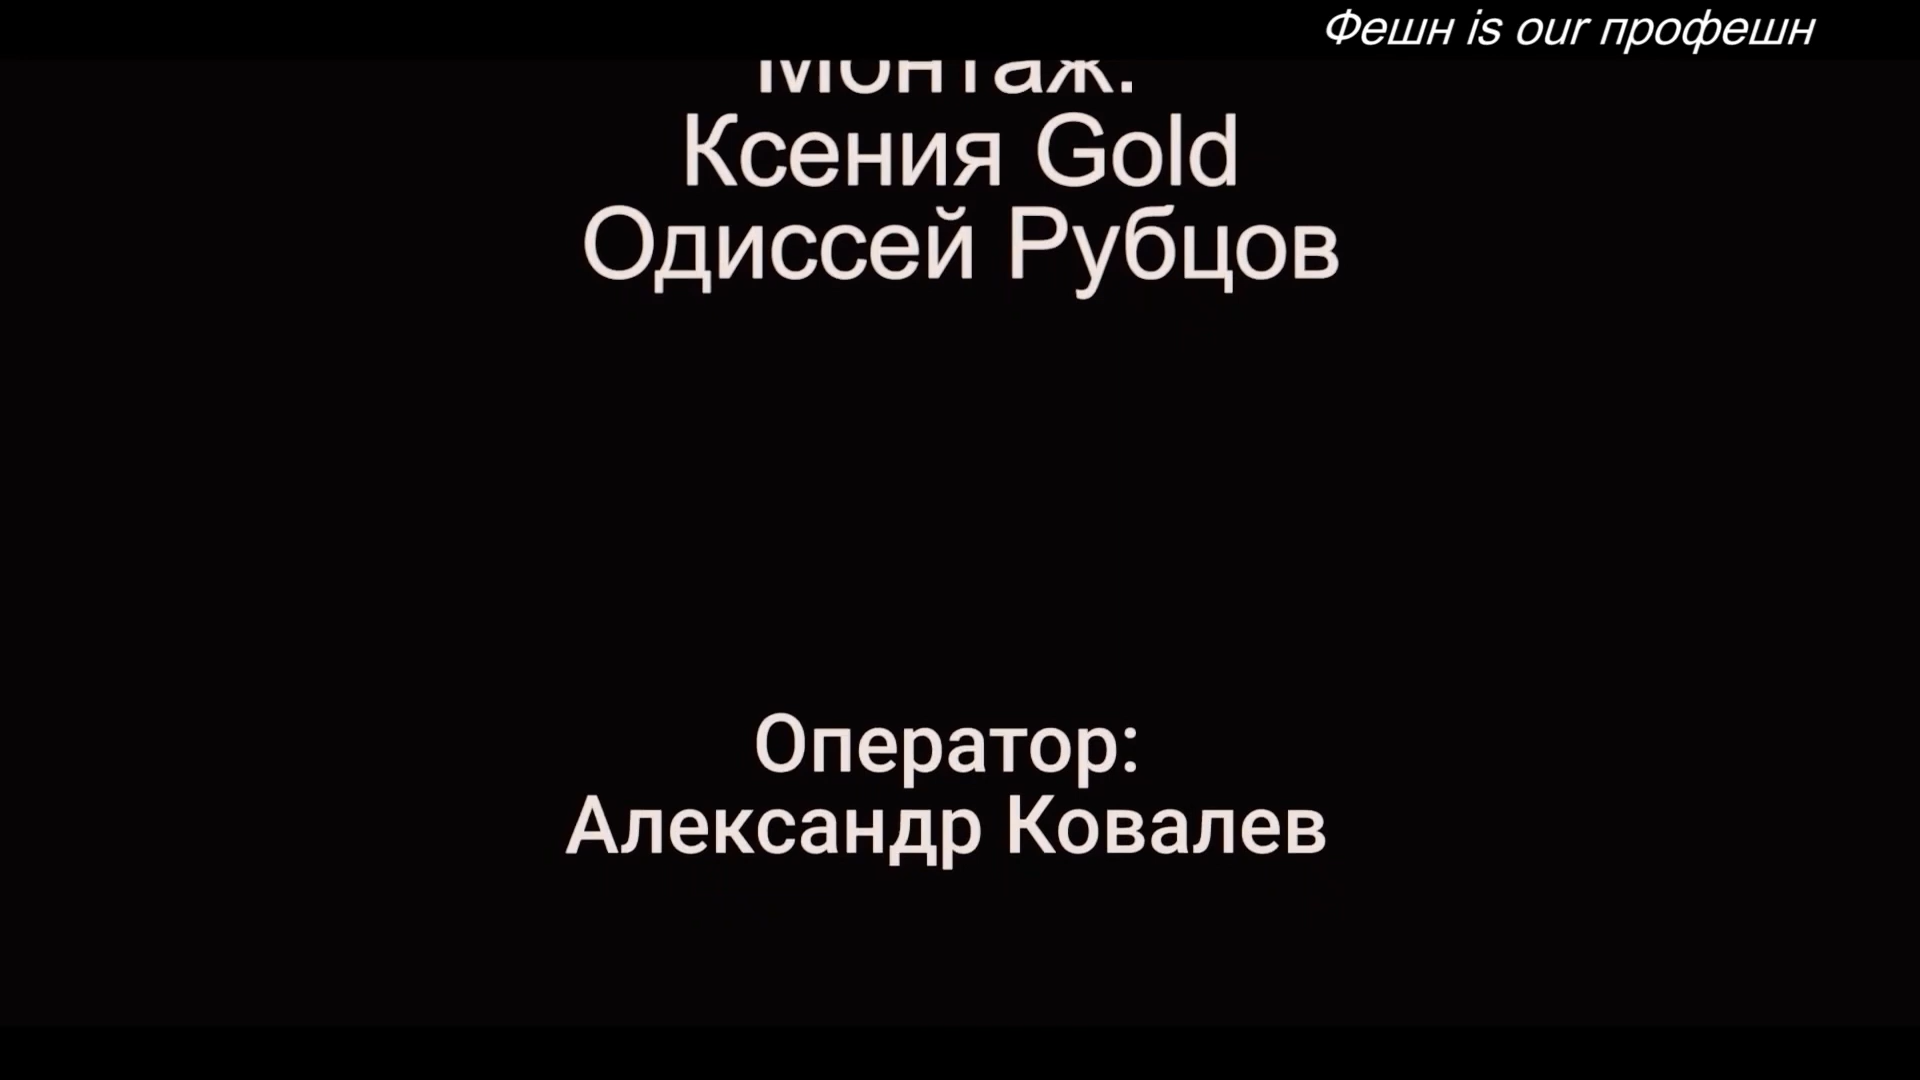 Фешн is our профешн
Монтаж:
Ксения Gold
Одиссей Рубцов
Оператор:
Александр Ковалев